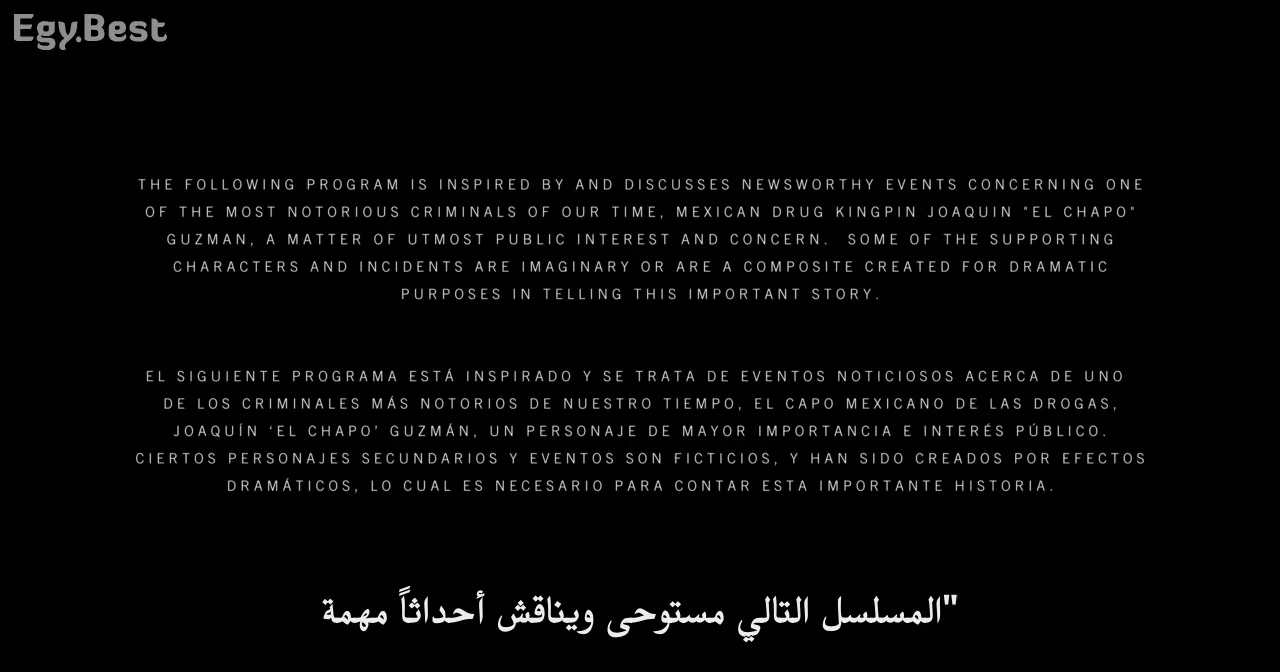 Egy.Best
THE FOLLOWING PROGRAM IS INSPIRED BY AND DISCUSSES NEWSWORTHY EVENTS CONCERNING ONE
OF THE MOST NOTORIOUS CRIMINALS OF OUR TIME, MEXICAN DRUG KINGPIN JOAQUIN "EL CHAPO"
GUZMAN, A MATTER OF UTMOST PUBLIC INTEREST AND CONCERN. SOME OF THE SUPPORTING
CHARACTERS AND INCIDENTS ARE IMAGINARY OR ARE A COMPOSITE CREATED FOR DRAMATIC
PURPOSES IN TELLING THIS IMPORTANT STORY.
EL SIGUIENTE PROGRAMA ESTÁ INSPIRADO Y SE TRATA DE EVENTOS NOTICIOSOS ACERCA DE UNO
DE LOS CRIMINALES MÁS NOTORIOS DE NUESTRO TIEMPO, EL CAPO MEXICANO DE LAS DROGAS,
JOAQUÍN ‘EL CHAPO’ GUZMÁN, UN PERSONAJE DE MAYOR IMPORTANCIA E INTERÉS PÚBLICO.
CIERTOS PERSONAJES SECUNDARIOS Y EVENTOS SON FICTICIOS, Y HAN SIDO CREADOS POR EFECTOS
DRAMÁTICOS, LO CUAL ES NECESARIO PARA CONTAR ESTA IMPORTANTE HISTORIA.
"المسلسل التالي مستوحى ويناقش أحداثاً مهمة